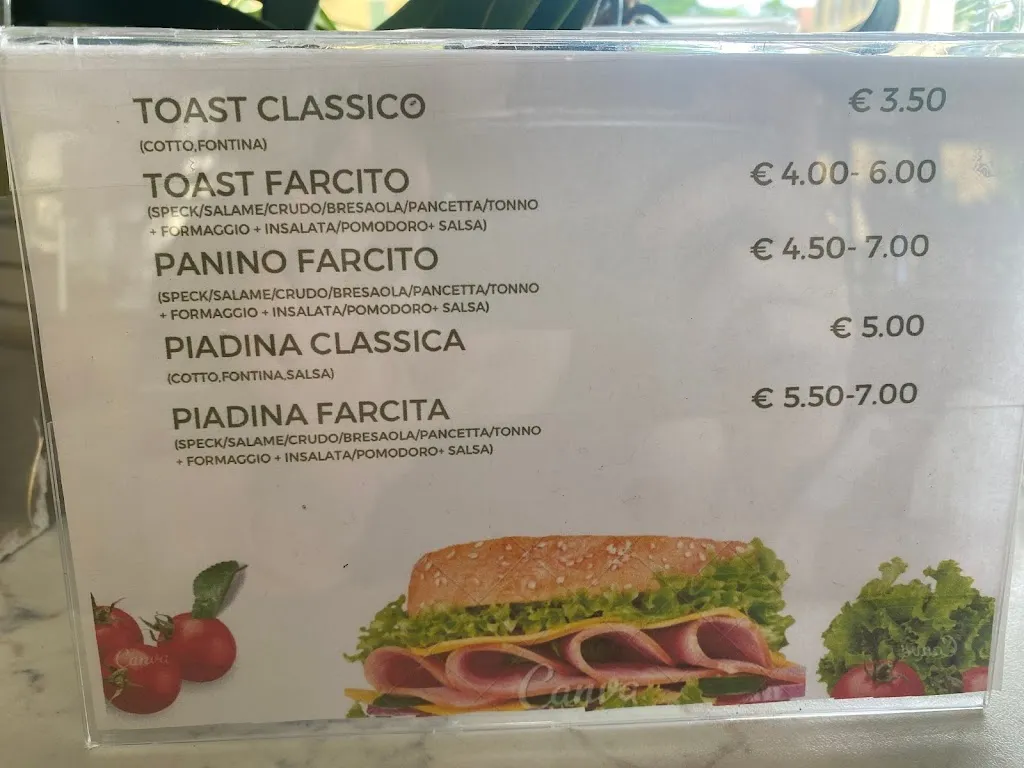 TOAST CLASSICO € 3.50
(COTTO,FONTINA)
TOAST FARCITO € 4.00- 6.00
(SPECK/SALAME/CRUDO/BRESAOLA/PANCETTA/TONNO
+ FORMAGGIO + INSALATA/POMODORO+ SALSA)
PANINO FARCITO € 4.50- 7.00
(SPECK/SALAME/CRUDO/BRESAOLA/PANCETTA/TONNO
+ FORMAGGIO + INSALATA/POMODORO+ SALSA)
PIADINA CLASSICA € 5.00
(COTTO,FONTINA,SALSA)
PIADINA FARCITA € 5.50-7.00
(SPECK/SALAME/CRUDO/BRESAOLA/PANCETTA/TONNO
+ FORMAGGIO + INSALATA/POMODORO+ SALSA)
Canva
Canva
Canva